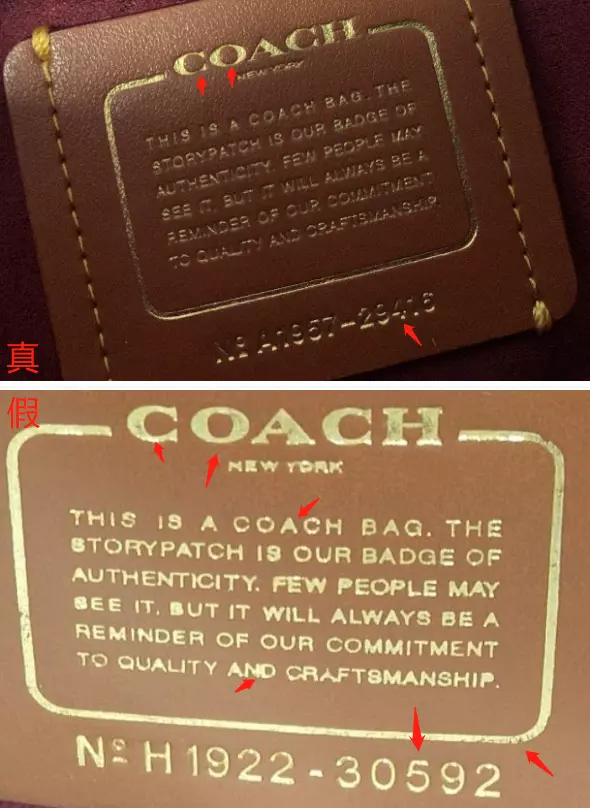 COACH
NEW YORK
THIS IS A COACH BAG. THE
STORYPATCH IS OUR BADGE OF
AUTHENTICITY. FEW PEOPLE MAY
SEE IT, BUT IT WILL ALWAYS BE A
REMINDER OF OUR COMMITMENT
TO QUALITY AND CRAFTSMANSHIP.
Nº A1957-29416
真
假
COACH
NEW YORK
THIS IS A COACH BAG. THE
STORYPATCH IS OUR BADGE OF
AUTHENTICITY. FEW PEOPLE MAY
SEE IT, BUT IT WILL ALWAYS BE A
REMINDER OF OUR COMMITMENT
TO QUALITY AND CRAFTSMANSHIP.
Nº H1922-30592